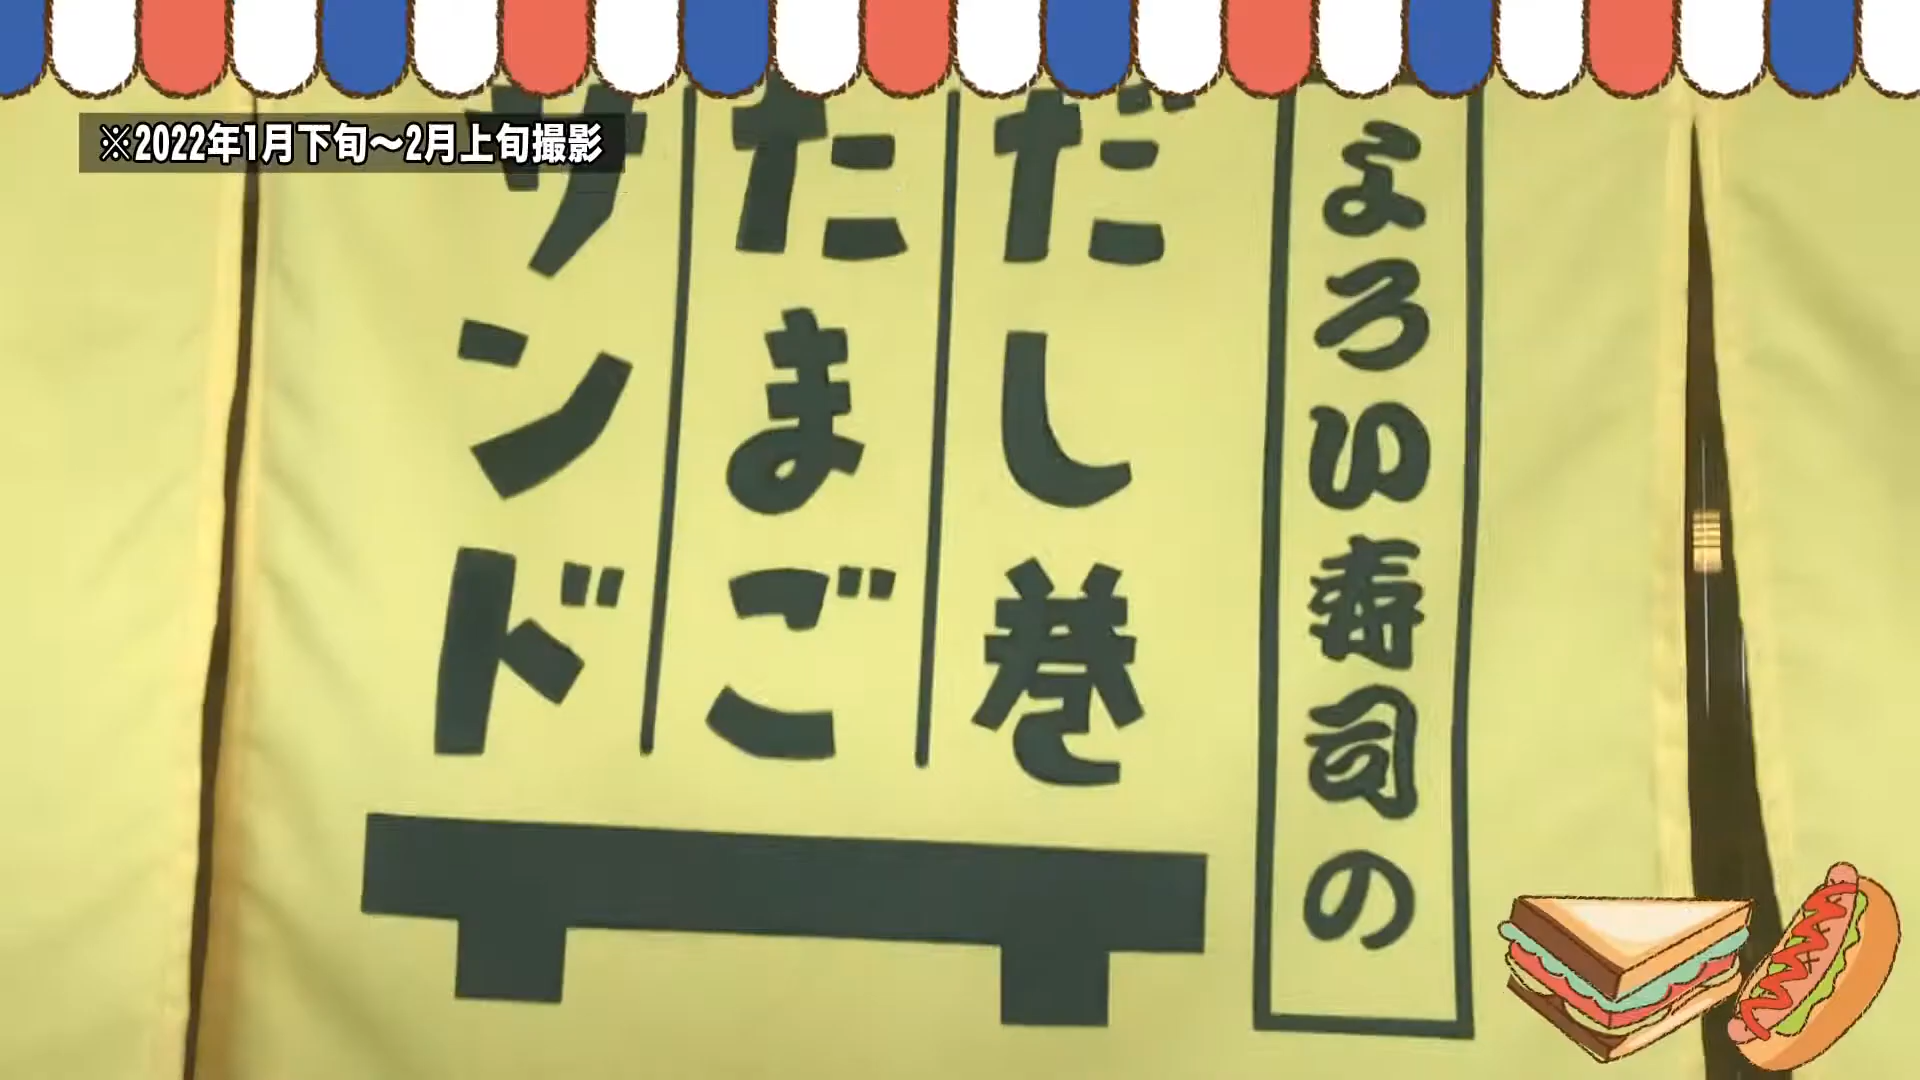 ※2022年1月下旬～2月上旬撮影
よろい寿司の
だし巻
たまご
サンド